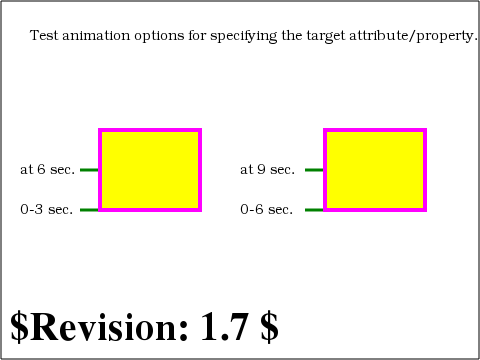 Test animation options for specifying the target attribute/property.
at 6 sec. at 9 sec.
0-3 sec. 0-6 sec.
$Revision: 1.7 $